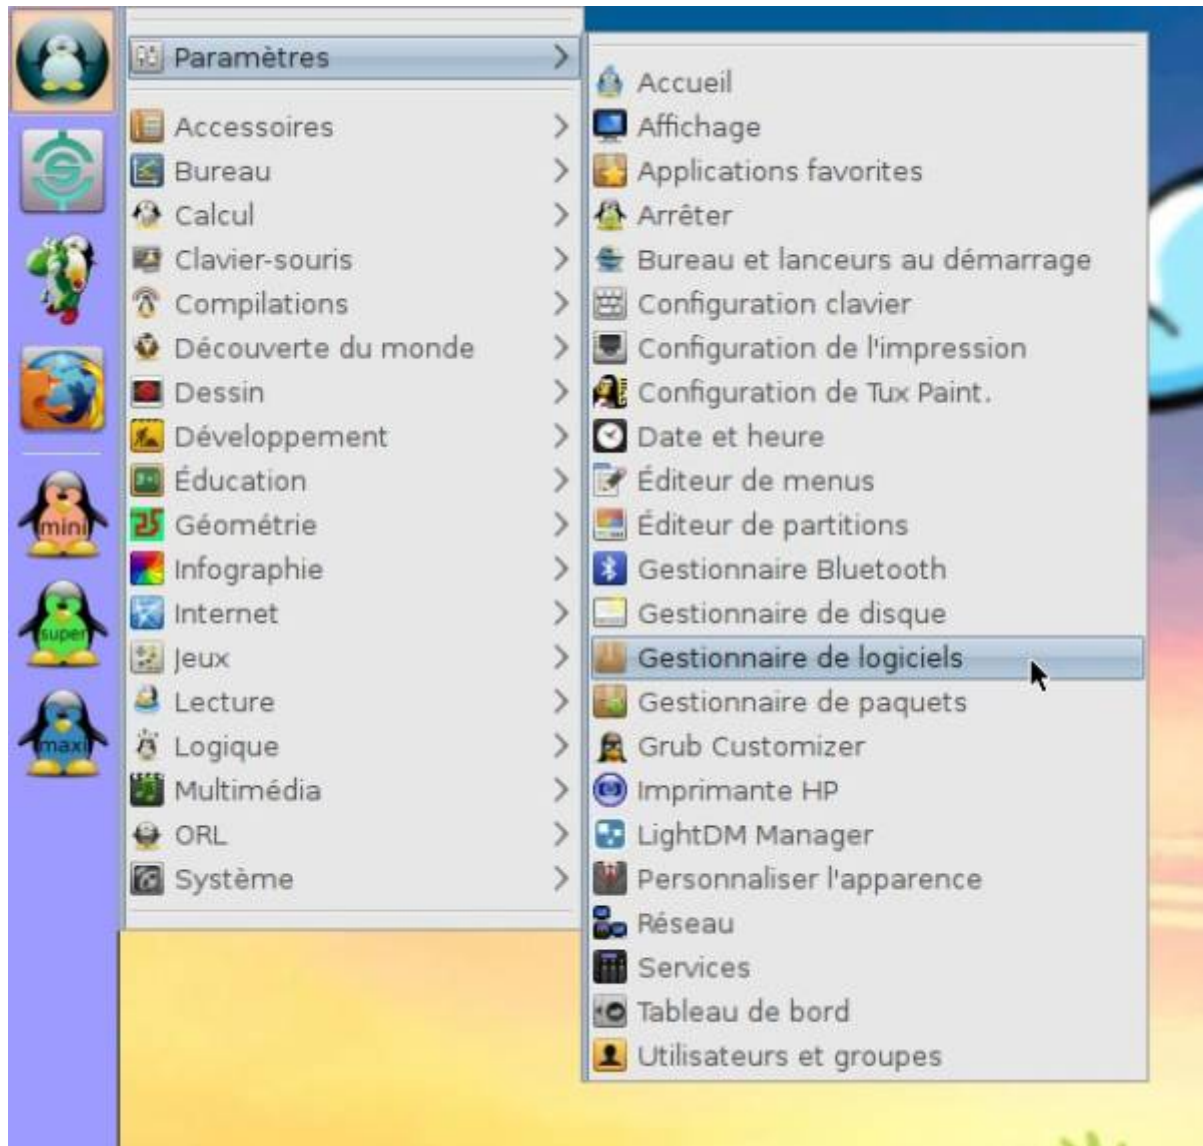 Paramètres
Accessoires
Bureau
Calcul
Clavier-souris
Compilations
Découverte du monde
Dessin
Développement
Éducation
Géométrie
Infographie
Internet
Jeux
Lecture
Logique
Multimédia
ORL
Système
Accueil
Affichage
Applications favorites
Arrêter
Bureau et lanceurs au démarrage
Configuration clavier
Configuration de l'impression
Configuration de Tux Paint.
Date et heure
Éditeur de menus
Éditeur de partitions
Gestionnaire Bluetooth
Gestionnaire de disque
Gestionnaire de logiciels
Gestionnaire de paquets
Grub Customizer
Imprimante HP
LightDM Manager
Personnaliser l'apparence
Réseau
Services
Tableau de bord
Utilisateurs et groupes
mini
super
maxi